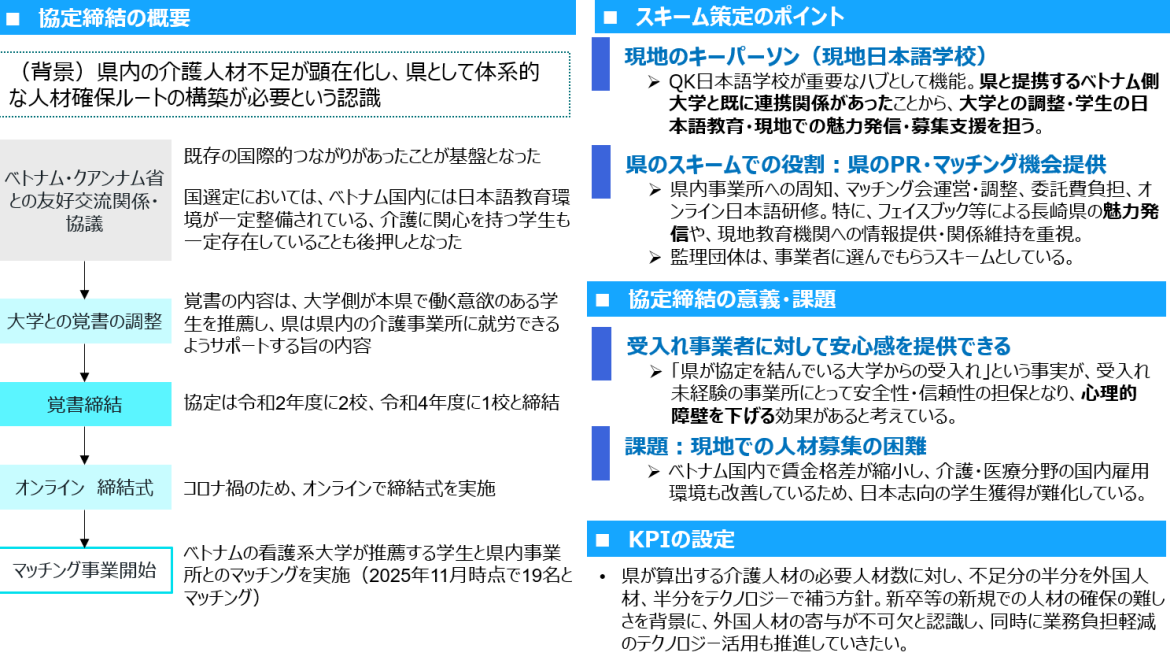 ■ 協定締結の概要
（背景）県内の介護人材不足が顕在化し、県として体系的
な人材確保ルートの構築が必要という認識
ベトナム・クアンナム省
との友好交流関係・
協議
既存の国際的つながりがあったことが基盤となった
国選定においては、ベトナム国内には日本語教育環
境が一定整備されている、介護に関心を持つ学生も
一定存在していることも後押しとなった
大学との覚書の調整
覚書の内容は、大学側が本県で働く意欲のある学
生を推薦し、県は県内の介護事業所に就労できる
ようサポートする旨の内容
覚書締結
協定は令和2年度に2校、令和4年度に1校と締結
オンライン 締結式
コロナ禍のため、オンラインで締結式を実施
マッチング事業開始
ベトナムの看護系大学が推薦する学生と県内事業
所とのマッチングを実施（2025年11月時点で19名と
マッチング）
■ スキーム策定のポイント
現地のキーパーソン（現地日本語学校）
➢ QK日本語学校が重要なハブとして機能。県と提携するベトナム側
大学と既に連携関係があったことから、大学との調整・学生の日
本語教育・現地での魅力発信・募集支援を担う。
県のスキームでの役割：県のPR・マッチング機会提供
➢ 県内事業所への周知、マッチング会運営・調整、委託費負担、オ
ンライン日本語研修。特に、フェイスブック等による長崎県の魅力発
信や、現地教育機関への情報提供・関係維持を重視。
➢ 監理団体は、事業者に選んでもらうスキームとしている。
■ 協定締結の意義・課題
受入れ事業者に対して安心感を提供できる
➢ 「県が協定を結んでいる大学からの受入れ」という事実が、受入れ
未経験の事業所にとって安全性・信頼性の担保となり、心理的
障壁を下げる効果があると考えている。
課題：現地での人材募集の困難
➢ ベトナム国内で賃金格差が縮小し、介護・医療分野の国内雇用
環境も改善しているため、日本志向の学生獲得が難化している。
■ KPIの設定
• 県が算出する介護人材の必要人材数に対し、不足分の半分を外国人
材、半分をテクノロジーで補う方針。新卒等の新規での人材の確保の難し
さを背景に、外国人材の寄与が不可欠と認識し、同時に業務負担軽減
のテクノロジー活用も推進していきたい。